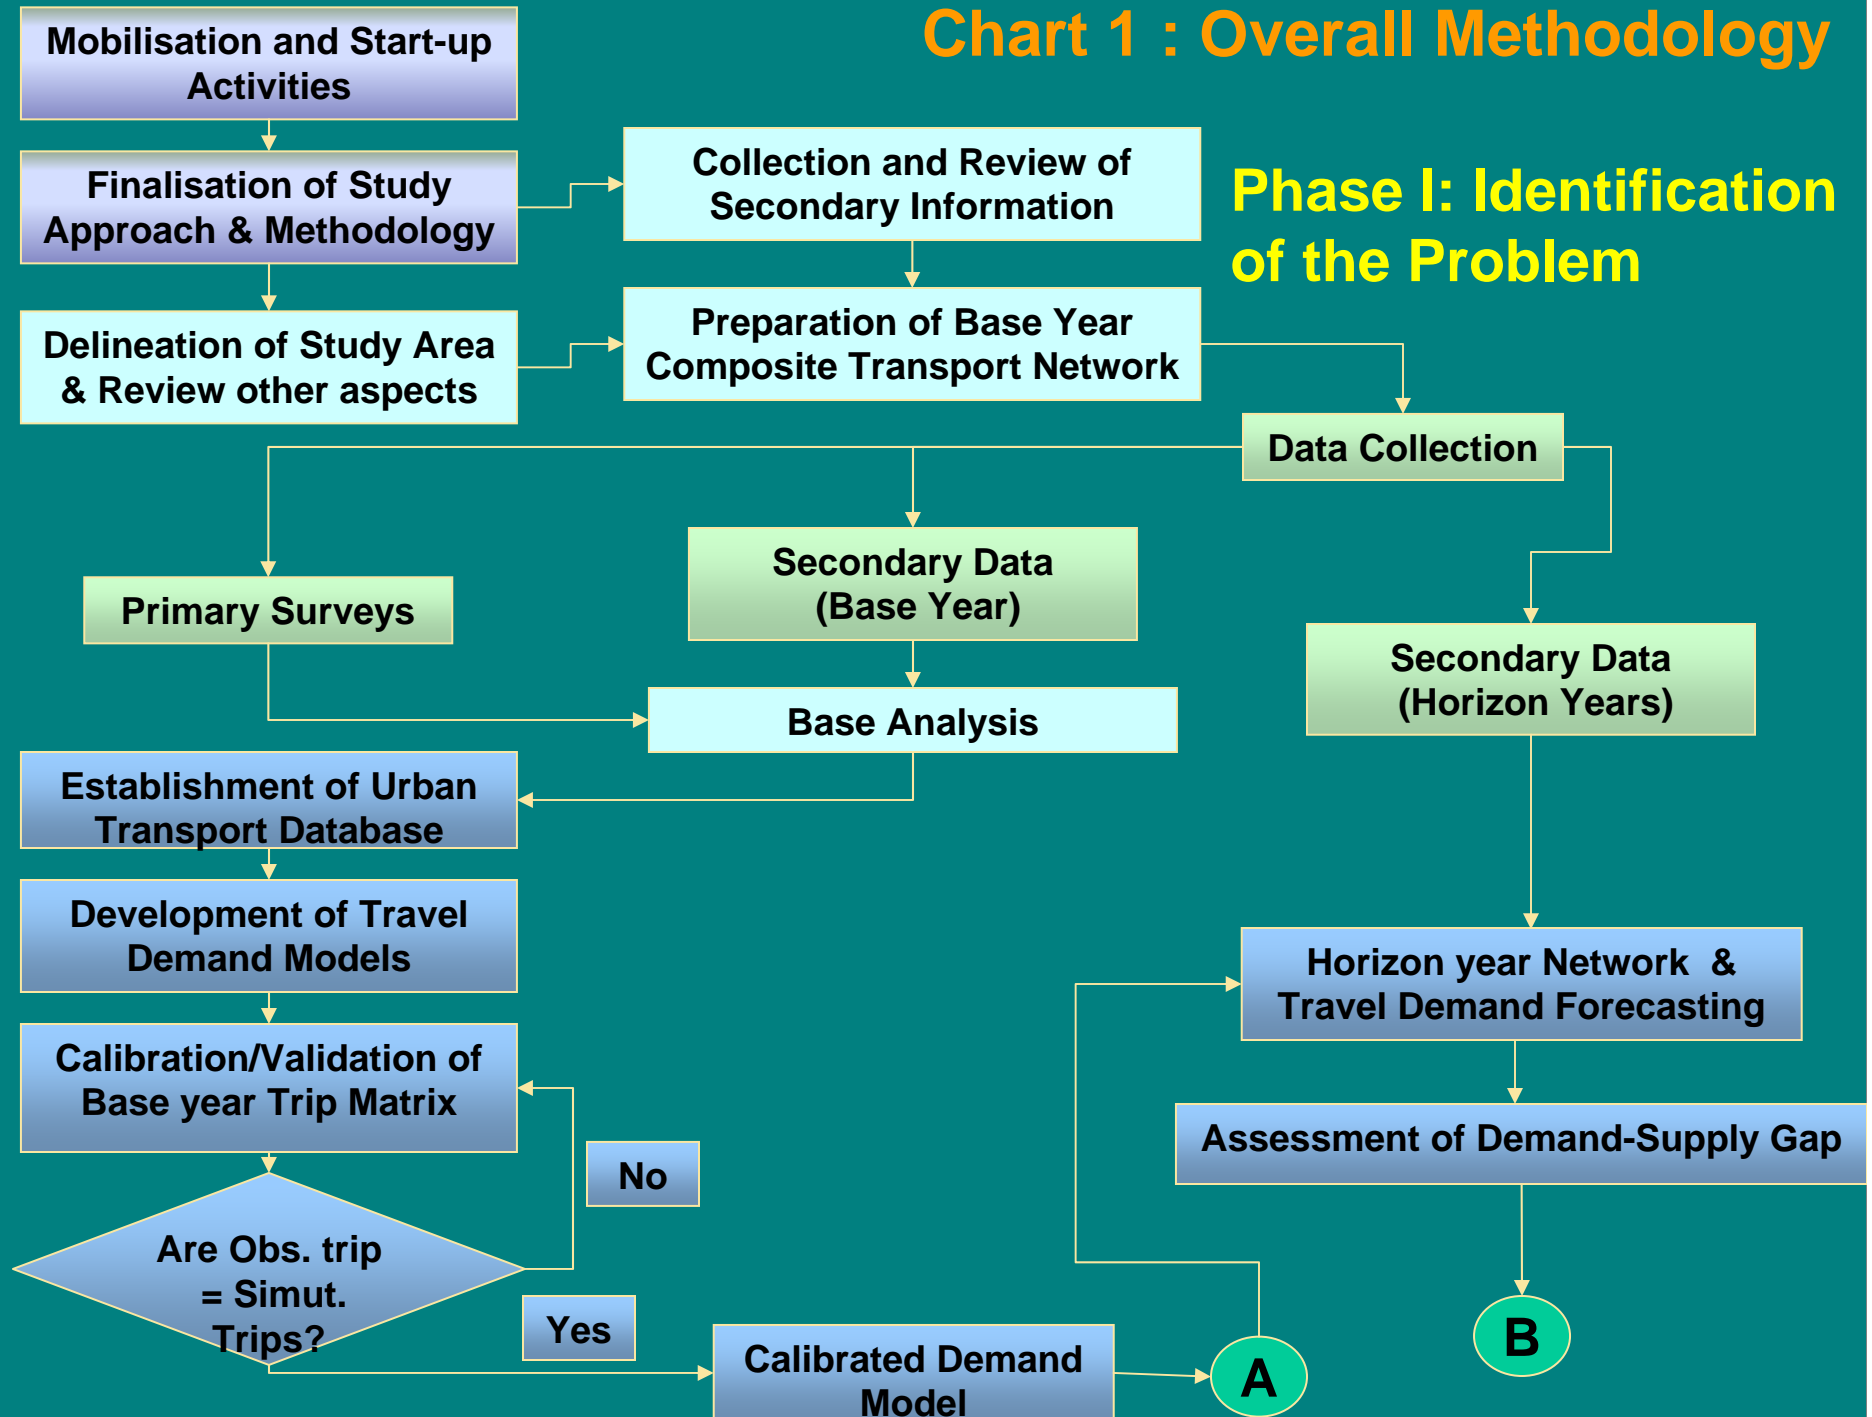 Chart 1 : Overall Methodology
Mobilisation and Start-up
Activities
Finalisation of Study
Approach & Methodology
Collection and Review of
Secondary Information
Phase I: Identification
of the Problem
Delineation of Study Area
& Review other aspects
Preparation of Base Year
Composite Transport Network
Data Collection
Primary Surveys
Secondary Data
(Base Year)
Secondary Data
(Horizon Years)
Base Analysis
Establishment of Urban
Transport Database
Development of Travel
Demand Models
Horizon year Network &
Travel Demand Forecasting
Calibration/Validation of
Base year Trip Matrix
Assessment of Demand-Supply Gap
No
Are Obs. trip
= Simut.
Trips?
Yes
Calibrated Demand
Model
A
B